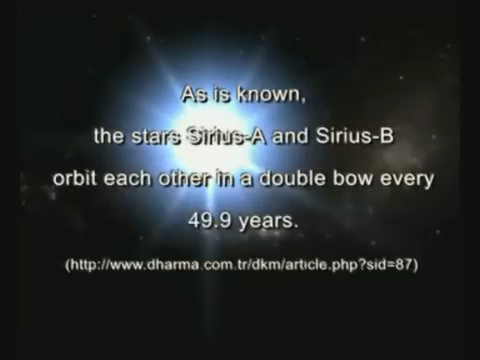 As is known,
the stars Sirius-A and Sirius-B
orbit each other in a double bow every
49.9 years.
(http://www.dharma.com.tr/dkm/article.php?sid=87)